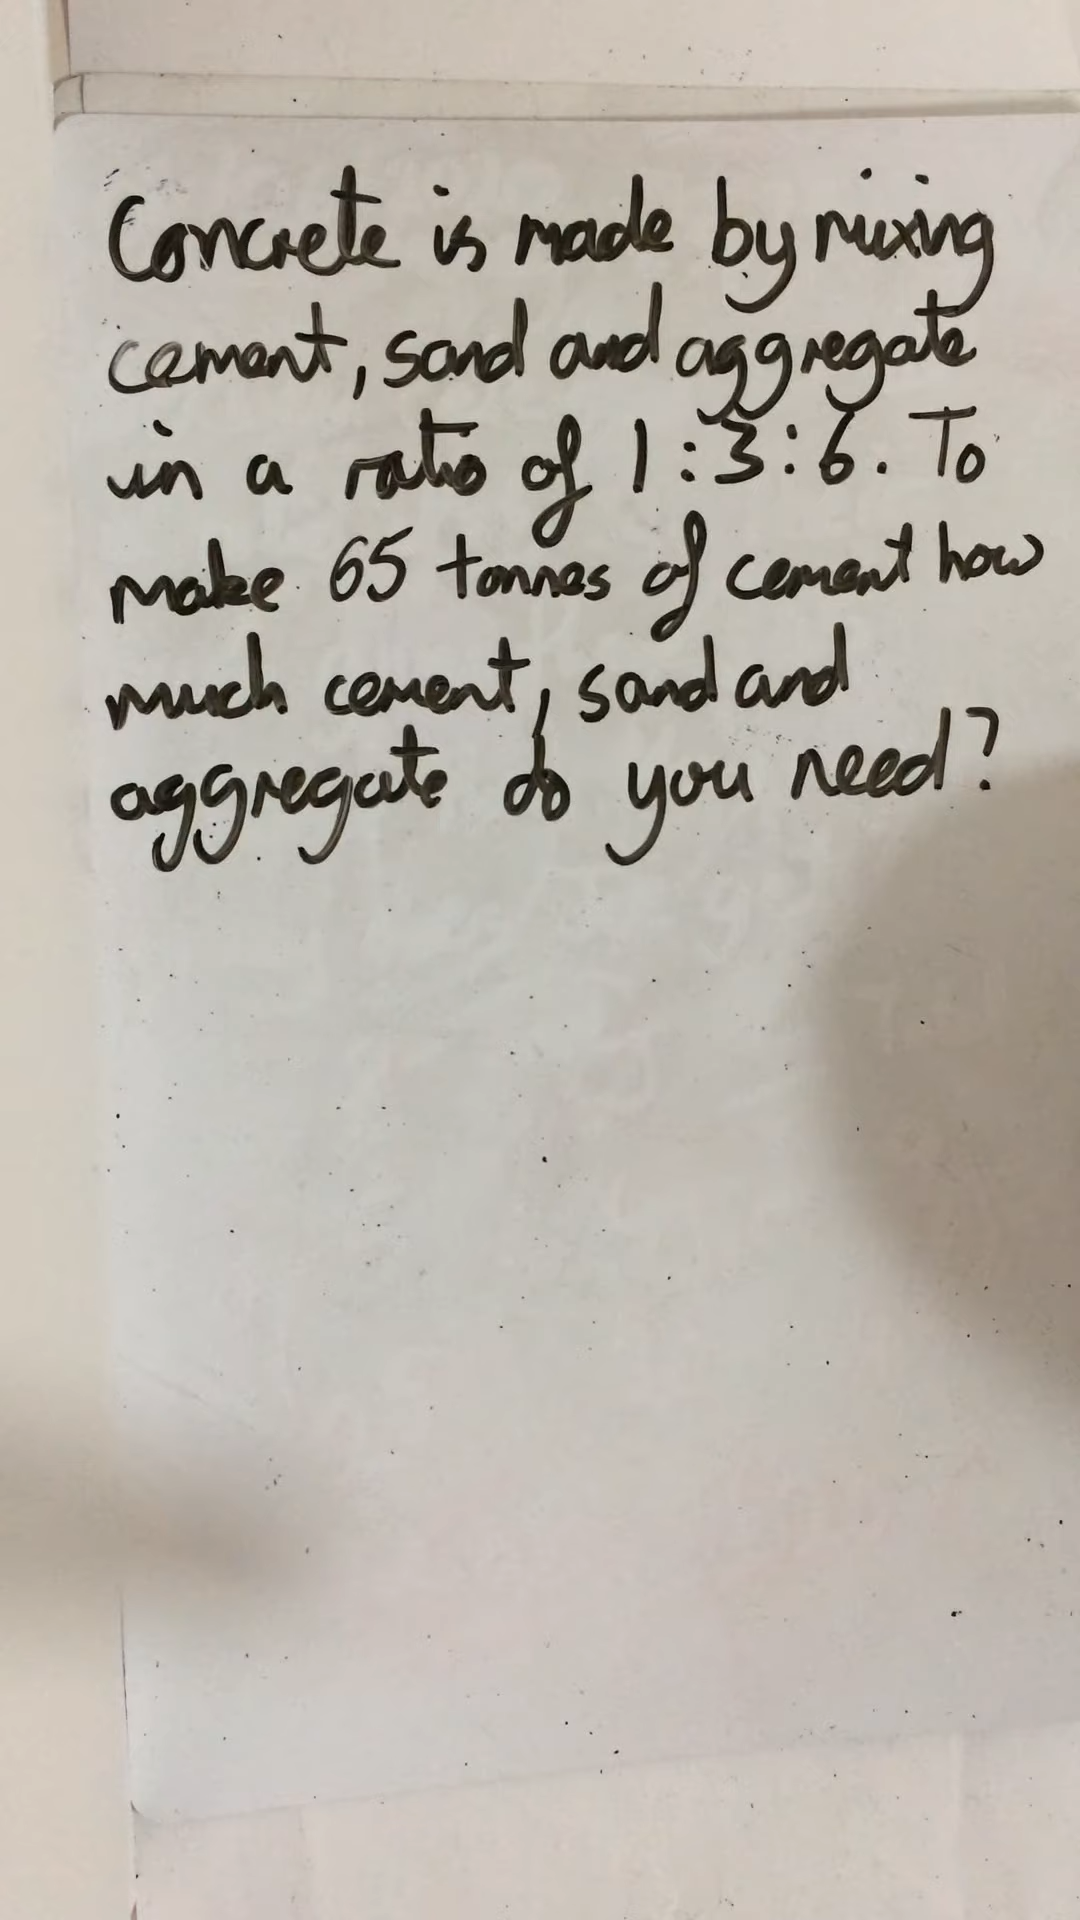 Concrete is made by mixing
cement, sand and aggregate
in a ratio of 1:3:6. To
make 65 tonnes of cement how
much cement, sand and
aggregate do you need?